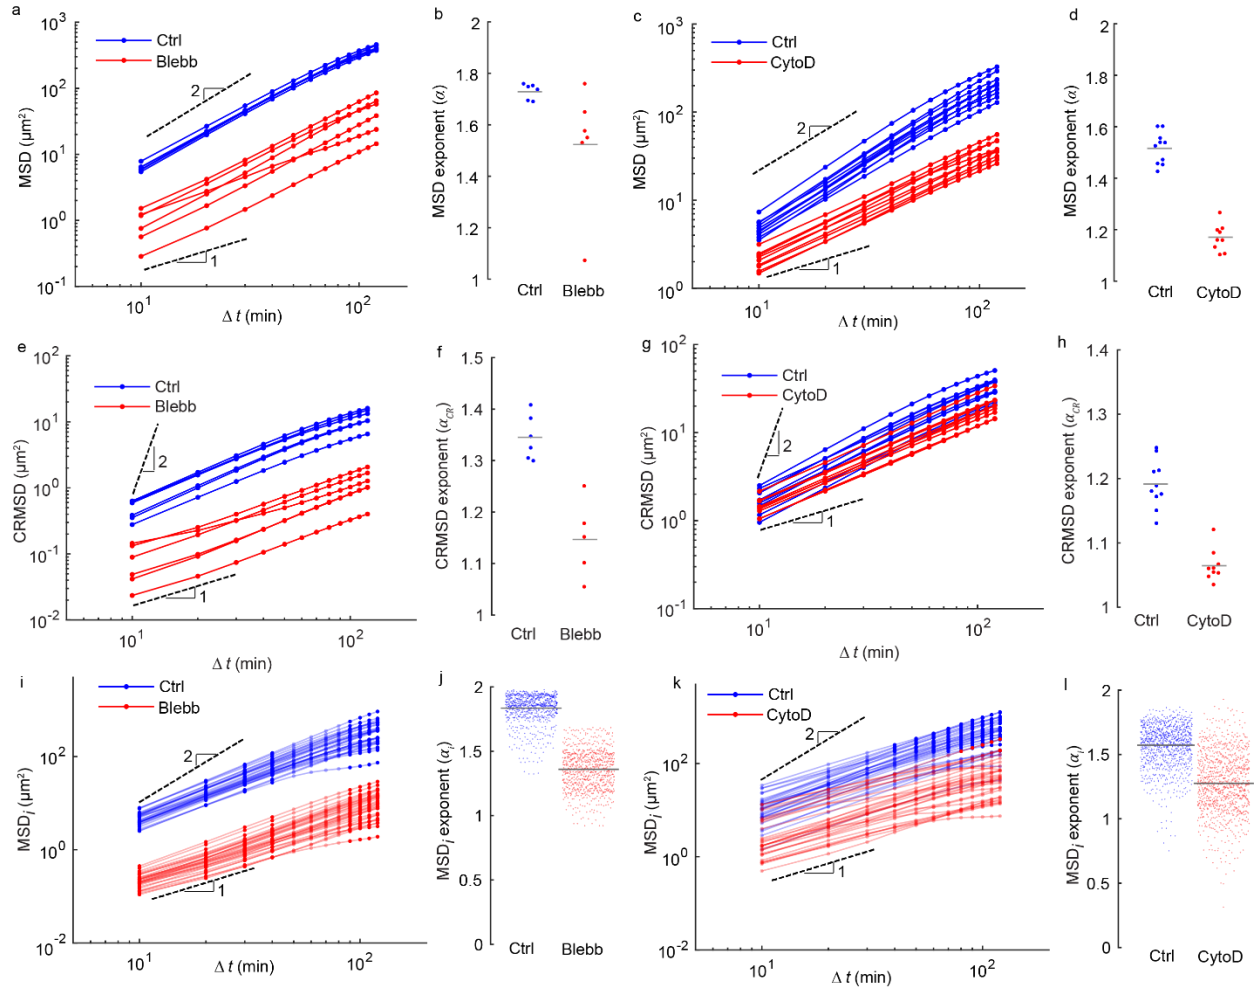 a
10³
10²
10¹
10⁰
10⁻¹
MSD (µm²)
Ctrl
Blebb
2
1
10¹
10²
Δ t (min)
b
2
1.8
1.6
1.4
1.2
1
MSD exponent (α)
Ctrl
Blebb
c
10³
10²
10¹
10⁰
MSD (µm²)
Ctrl
CytoD
2
1
10¹
10²
Δ t (min)
d
2
1.8
1.6
1.4
1.2
1
MSD exponent (α)
Ctrl
CytoD
e
10²
10¹
10⁰
10⁻¹
10⁻²
CRMSD (µm²)
Ctrl
Blebb
2
1
10¹
10²
Δ t (min)
f
1.5
1.4
1.3
1.2
1.1
1
CRMSD exponent (α_CR)
Ctrl
Blebb
g
10²
10¹
10⁰
10⁻¹
CRMSD (µm²)
Ctrl
CytoD
2
1
10¹
10²
Δ t (min)
h
1.4
1.3
1.2
1.1
1
CRMSD exponent (α_CR)
Ctrl
CytoD
i
10²
10⁰
10⁻²
MSD_i (µm²)
Ctrl
Blebb
2
1
10¹
10²
Δ t (min)
j
2
1.5
1
0.5
0
MSD_i exponent (α_i)
Ctrl
Blebb
k
10²
10⁰
10⁻²
MSD_i (µm²)
Ctrl
CytoD
2
1
10¹
10²
Δ t (min)
l
2
1.5
1
0.5
0
MSD_i exponent (α_i)
Ctrl
CytoD